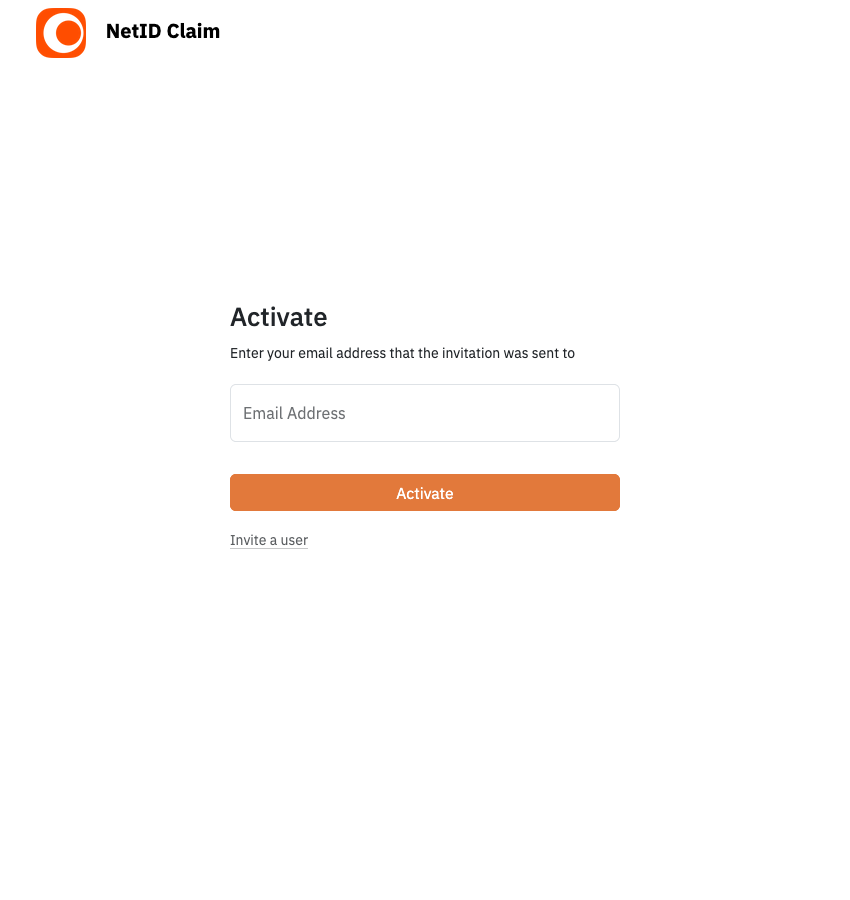 NetID Claim
Activate
Enter your email address that the invitation was sent to
Email Address
Activate
Invite a user